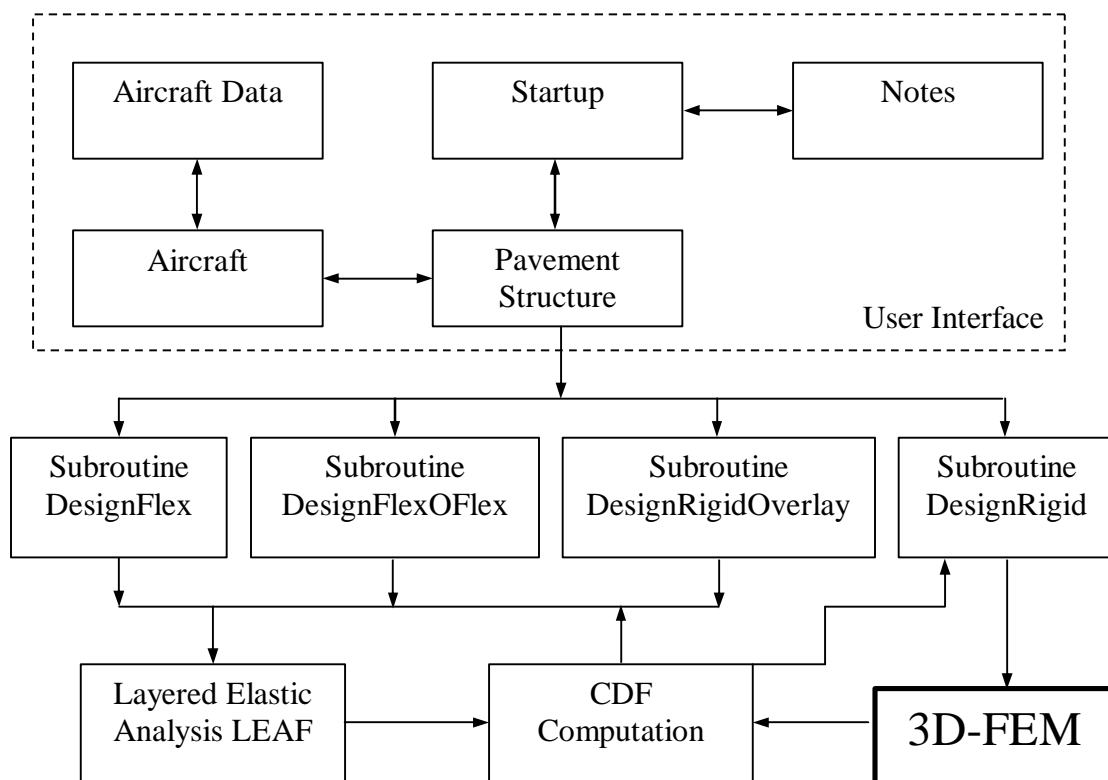 Aircraft Data
Startup
Notes
Aircraft
Pavement
Structure
User Interface
Subroutine
DesignFlex
Subroutine
DesignFlexOFlex
Subroutine
DesignRigidOverlay
Subroutine
DesignRigid
Layered Elastic
Analysis LEAF
CDF
Computation
3D-FEM